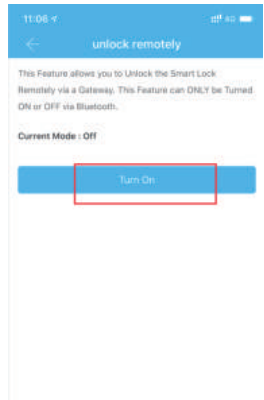 11:06
4G
unlock remotely
This Feature allows you to Unlock the Smart Lock
Remotely via a Gateway. This Feature can ONLY be Turned
ON or OFF via Bluetooth.
Current Mode : Off
Turn On